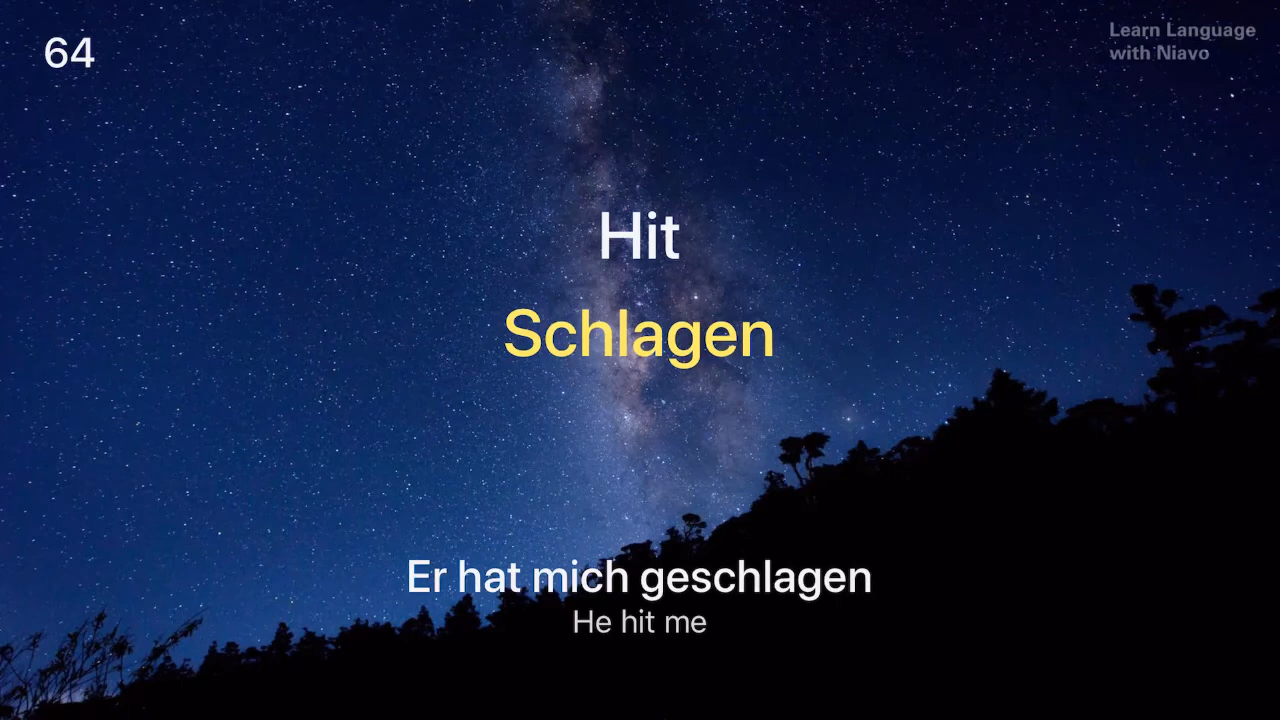 64
Learn Language
with Niavo
Hit
Schlagen
Er hat mich geschlagen
He hit me